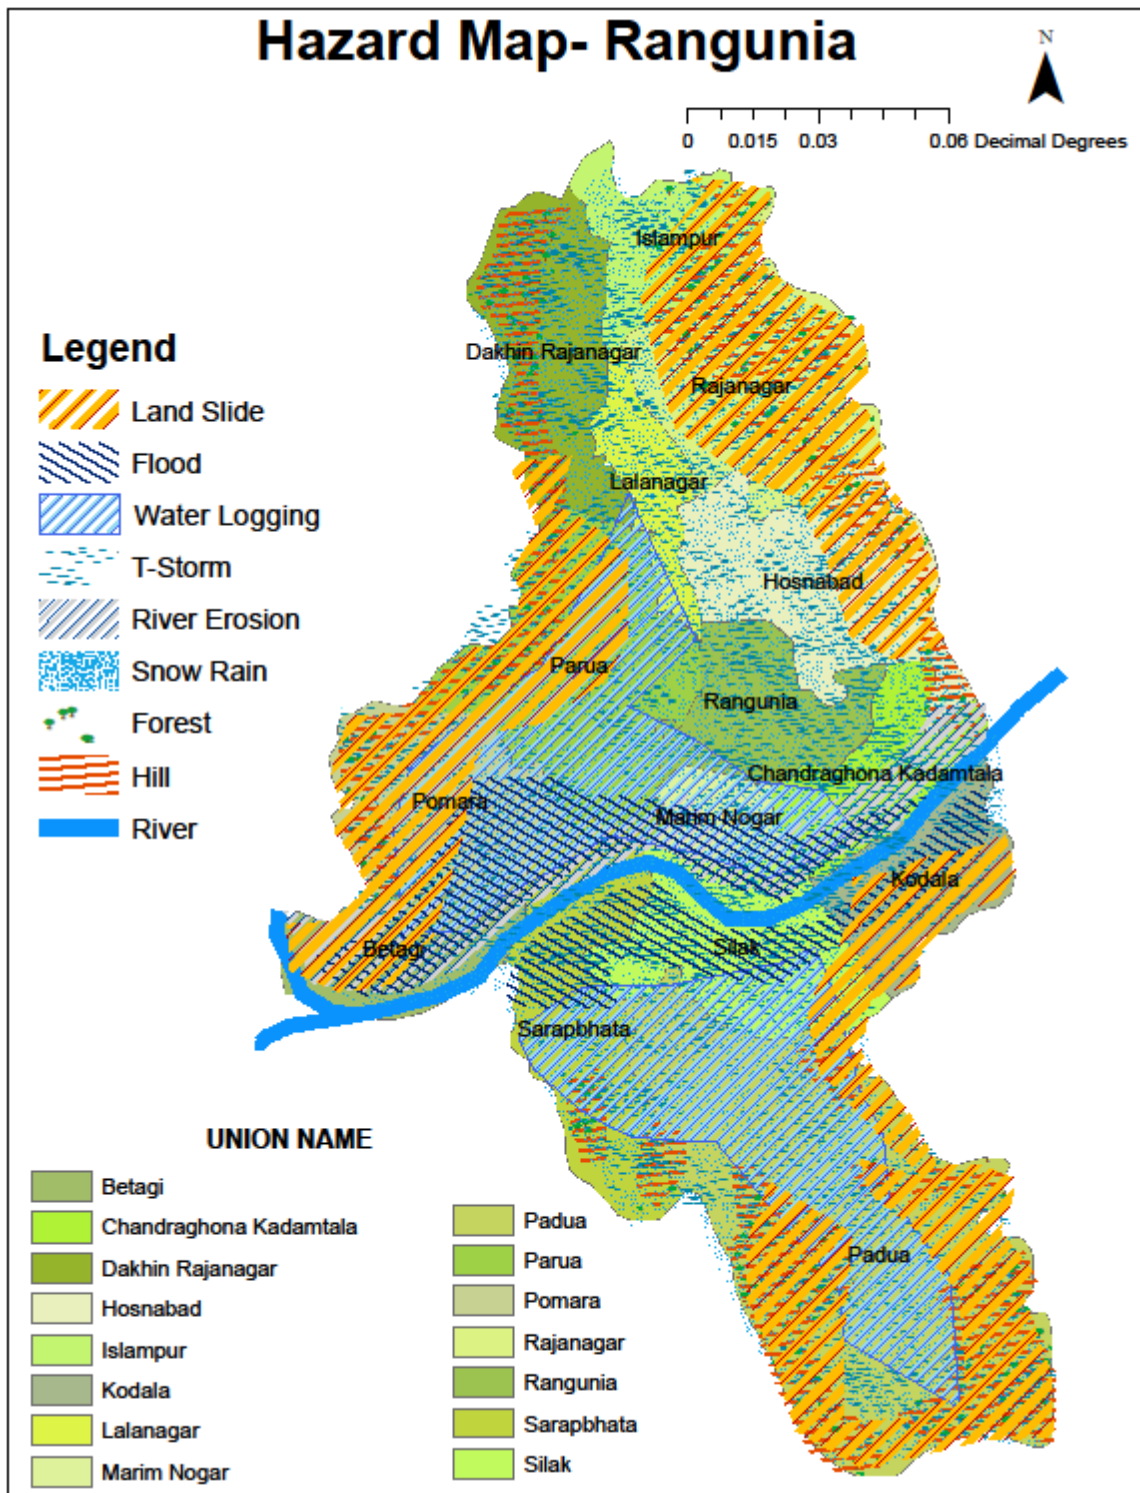 Hazard Map- Rangunia
N
0 0.015 0.03 0.06 Decimal Degrees
Islampur
Dakhin Rajanagar
Rajanagar
Lalanagar
Hosnabad
Parua
Rangunia
Chandraghona Kadamtala
Pomara
Marim Nogar
Kodala
Betagi
Silak
Sarapbhata
Padua
Legend
Land Slide
Flood
Water Logging
T-Storm
River Erosion
Snow Rain
Forest
Hill
River
UNION NAME
Betagi
Chandraghona Kadamtala
Dakhin Rajanagar
Hosnabad
Islampur
Kodala
Lalanagar
Marim Nogar
Padua
Parua
Pomara
Rajanagar
Rangunia
Sarapbhata
Silak